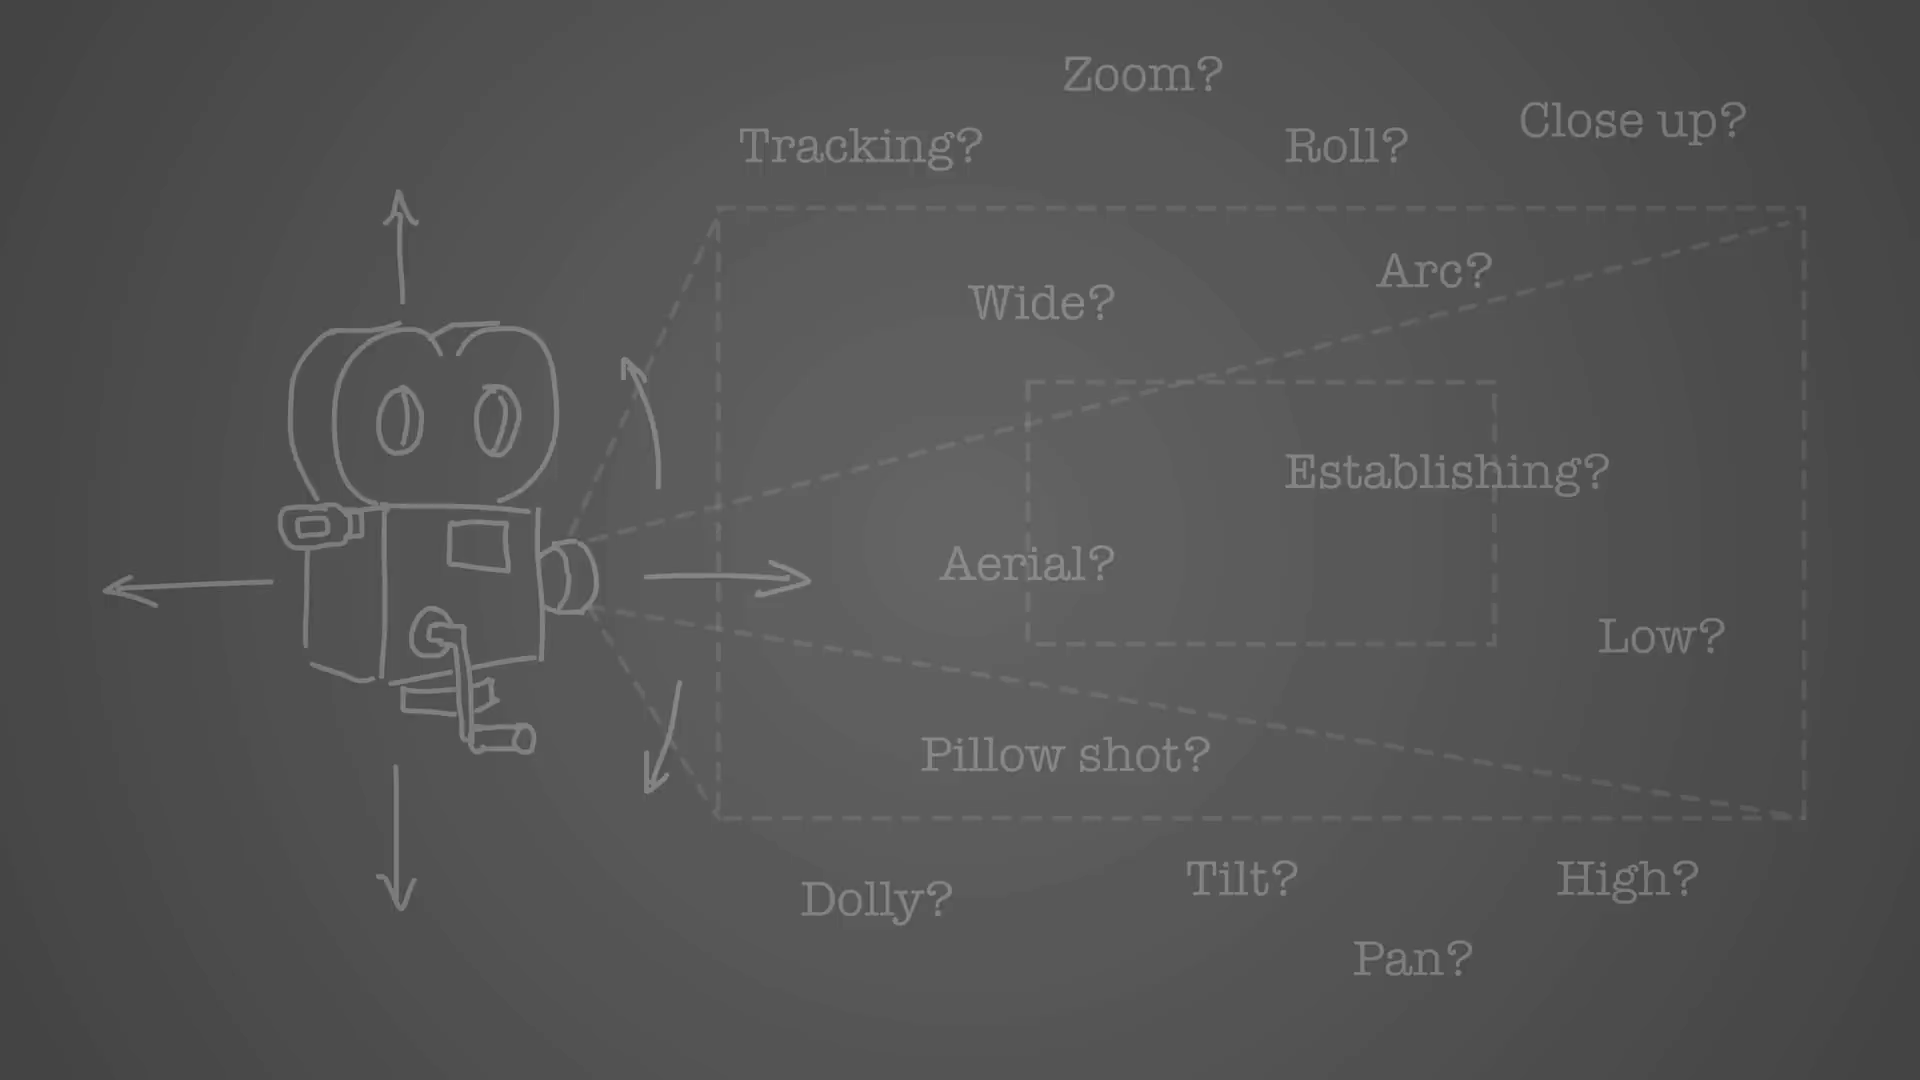 Zoom?
Close up?
Tracking?
Roll?
Arc?
Wide?
Establishing?
Aerial?
Low?
Pillow shot?
Tilt?
High?
Dolly?
Pan?